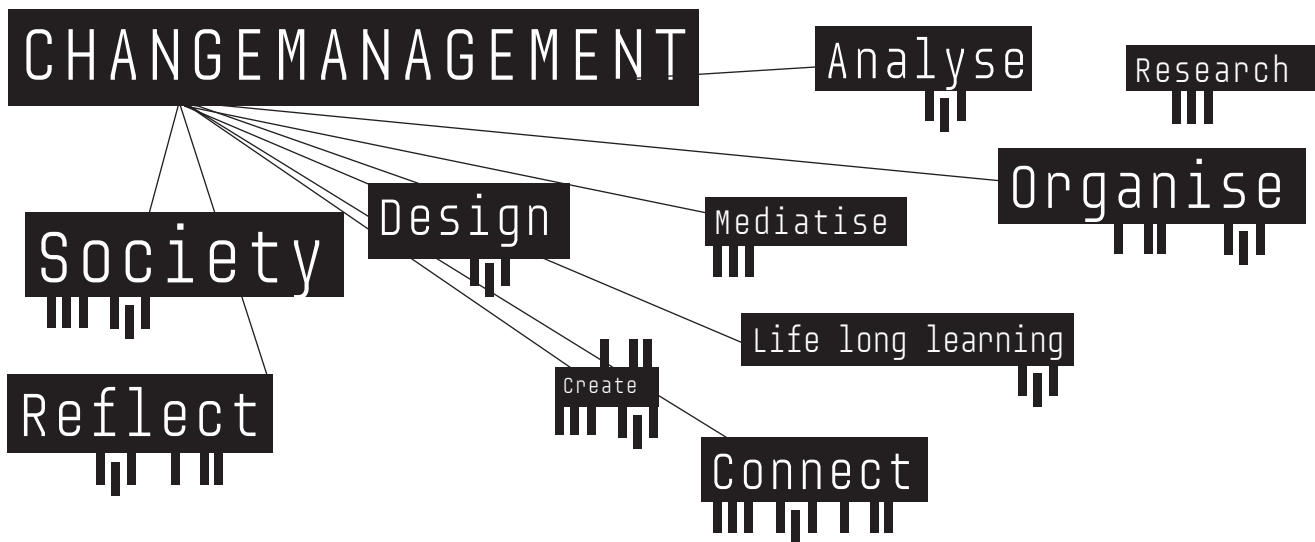 CHANGEMANAGEMENT
Analyse
Research
Organise
Design
Mediatise
Society
Life long learning
Create
Reflect
Connect